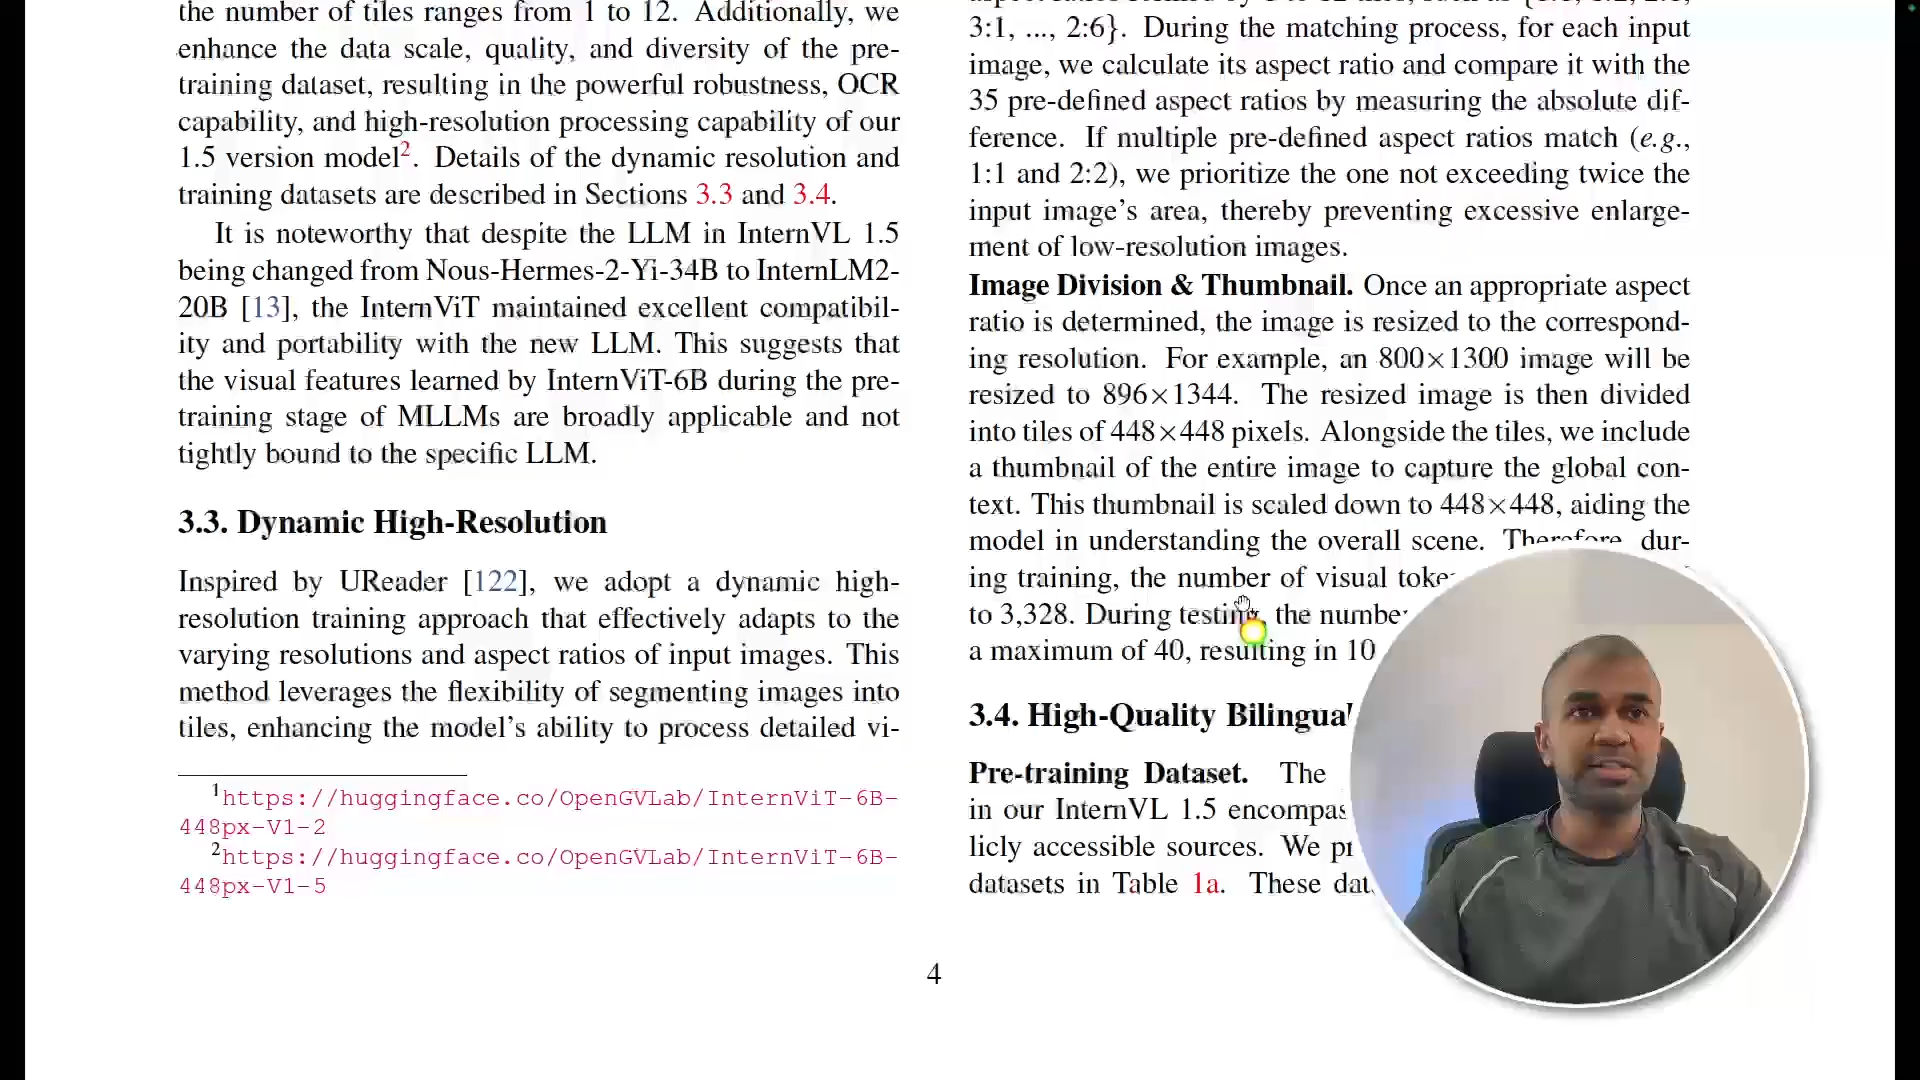 the number of tiles ranges from 1 to 12. Additionally, we
enhance the data scale, quality, and diversity of the pre-
training dataset, resulting in the powerful robustness, OCR
capability, and high-resolution processing capability of our
1.5 version model2. Details of the dynamic resolution and
training datasets are described in Sections 3.3 and 3.4.
It is noteworthy that despite the LLM in InternVL 1.5
being changed from Nous-Hermes-2-Yi-34B to InternLM2-
20B [13], the InternViT maintained excellent compatibil-
ity and portability with the new LLM. This suggests that
the visual features learned by InternViT-6B during the pre-
training stage of MLLMs are broadly applicable and not
tightly bound to the specific LLM.
3.3. Dynamic High-Resolution
Inspired by UReader [122], we adopt a dynamic high-
resolution training approach that effectively adapts to the
varying resolutions and aspect ratios of input images. This
method leverages the flexibility of segmenting images into
tiles, enhancing the model's ability to process detailed vi-
1https://huggingface.co/OpenGVLab/InternViT-6B-
448px-V1-2
2https://huggingface.co/OpenGVLab/InternViT-6B-
448px-V1-5
3:1, ..., 2:6}. During the matching process, for each input
image, we calculate its aspect ratio and compare it with the
35 pre-defined aspect ratios by measuring the absolute dif-
ference. If multiple pre-defined aspect ratios match (e.g.,
1:1 and 2:2), we prioritize the one not exceeding twice the
input image's area, thereby preventing excessive enlarge-
ment of low-resolution images.
Image Division & Thumbnail. Once an appropriate aspect
ratio is determined, the image is resized to the correspond-
ing resolution. For example, an 800×1300 image will be
resized to 896×1344. The resized image is then divided
into tiles of 448×448 pixels. Alongside the tiles, we include
a thumbnail of the entire image to capture the global con-
text. This thumbnail is scaled down to 448×448, aiding the
model in understanding the overall scene. Therefore, dur-
ing training, the number of visual
to 3,328. During testing, the number
a maximum of 40, resulting in 10
3.4. High-Quality Bilingual
Pre-training Dataset. The
in our InternVL 1.5
licly accessible sources. We
datasets in Table 1a. These
4